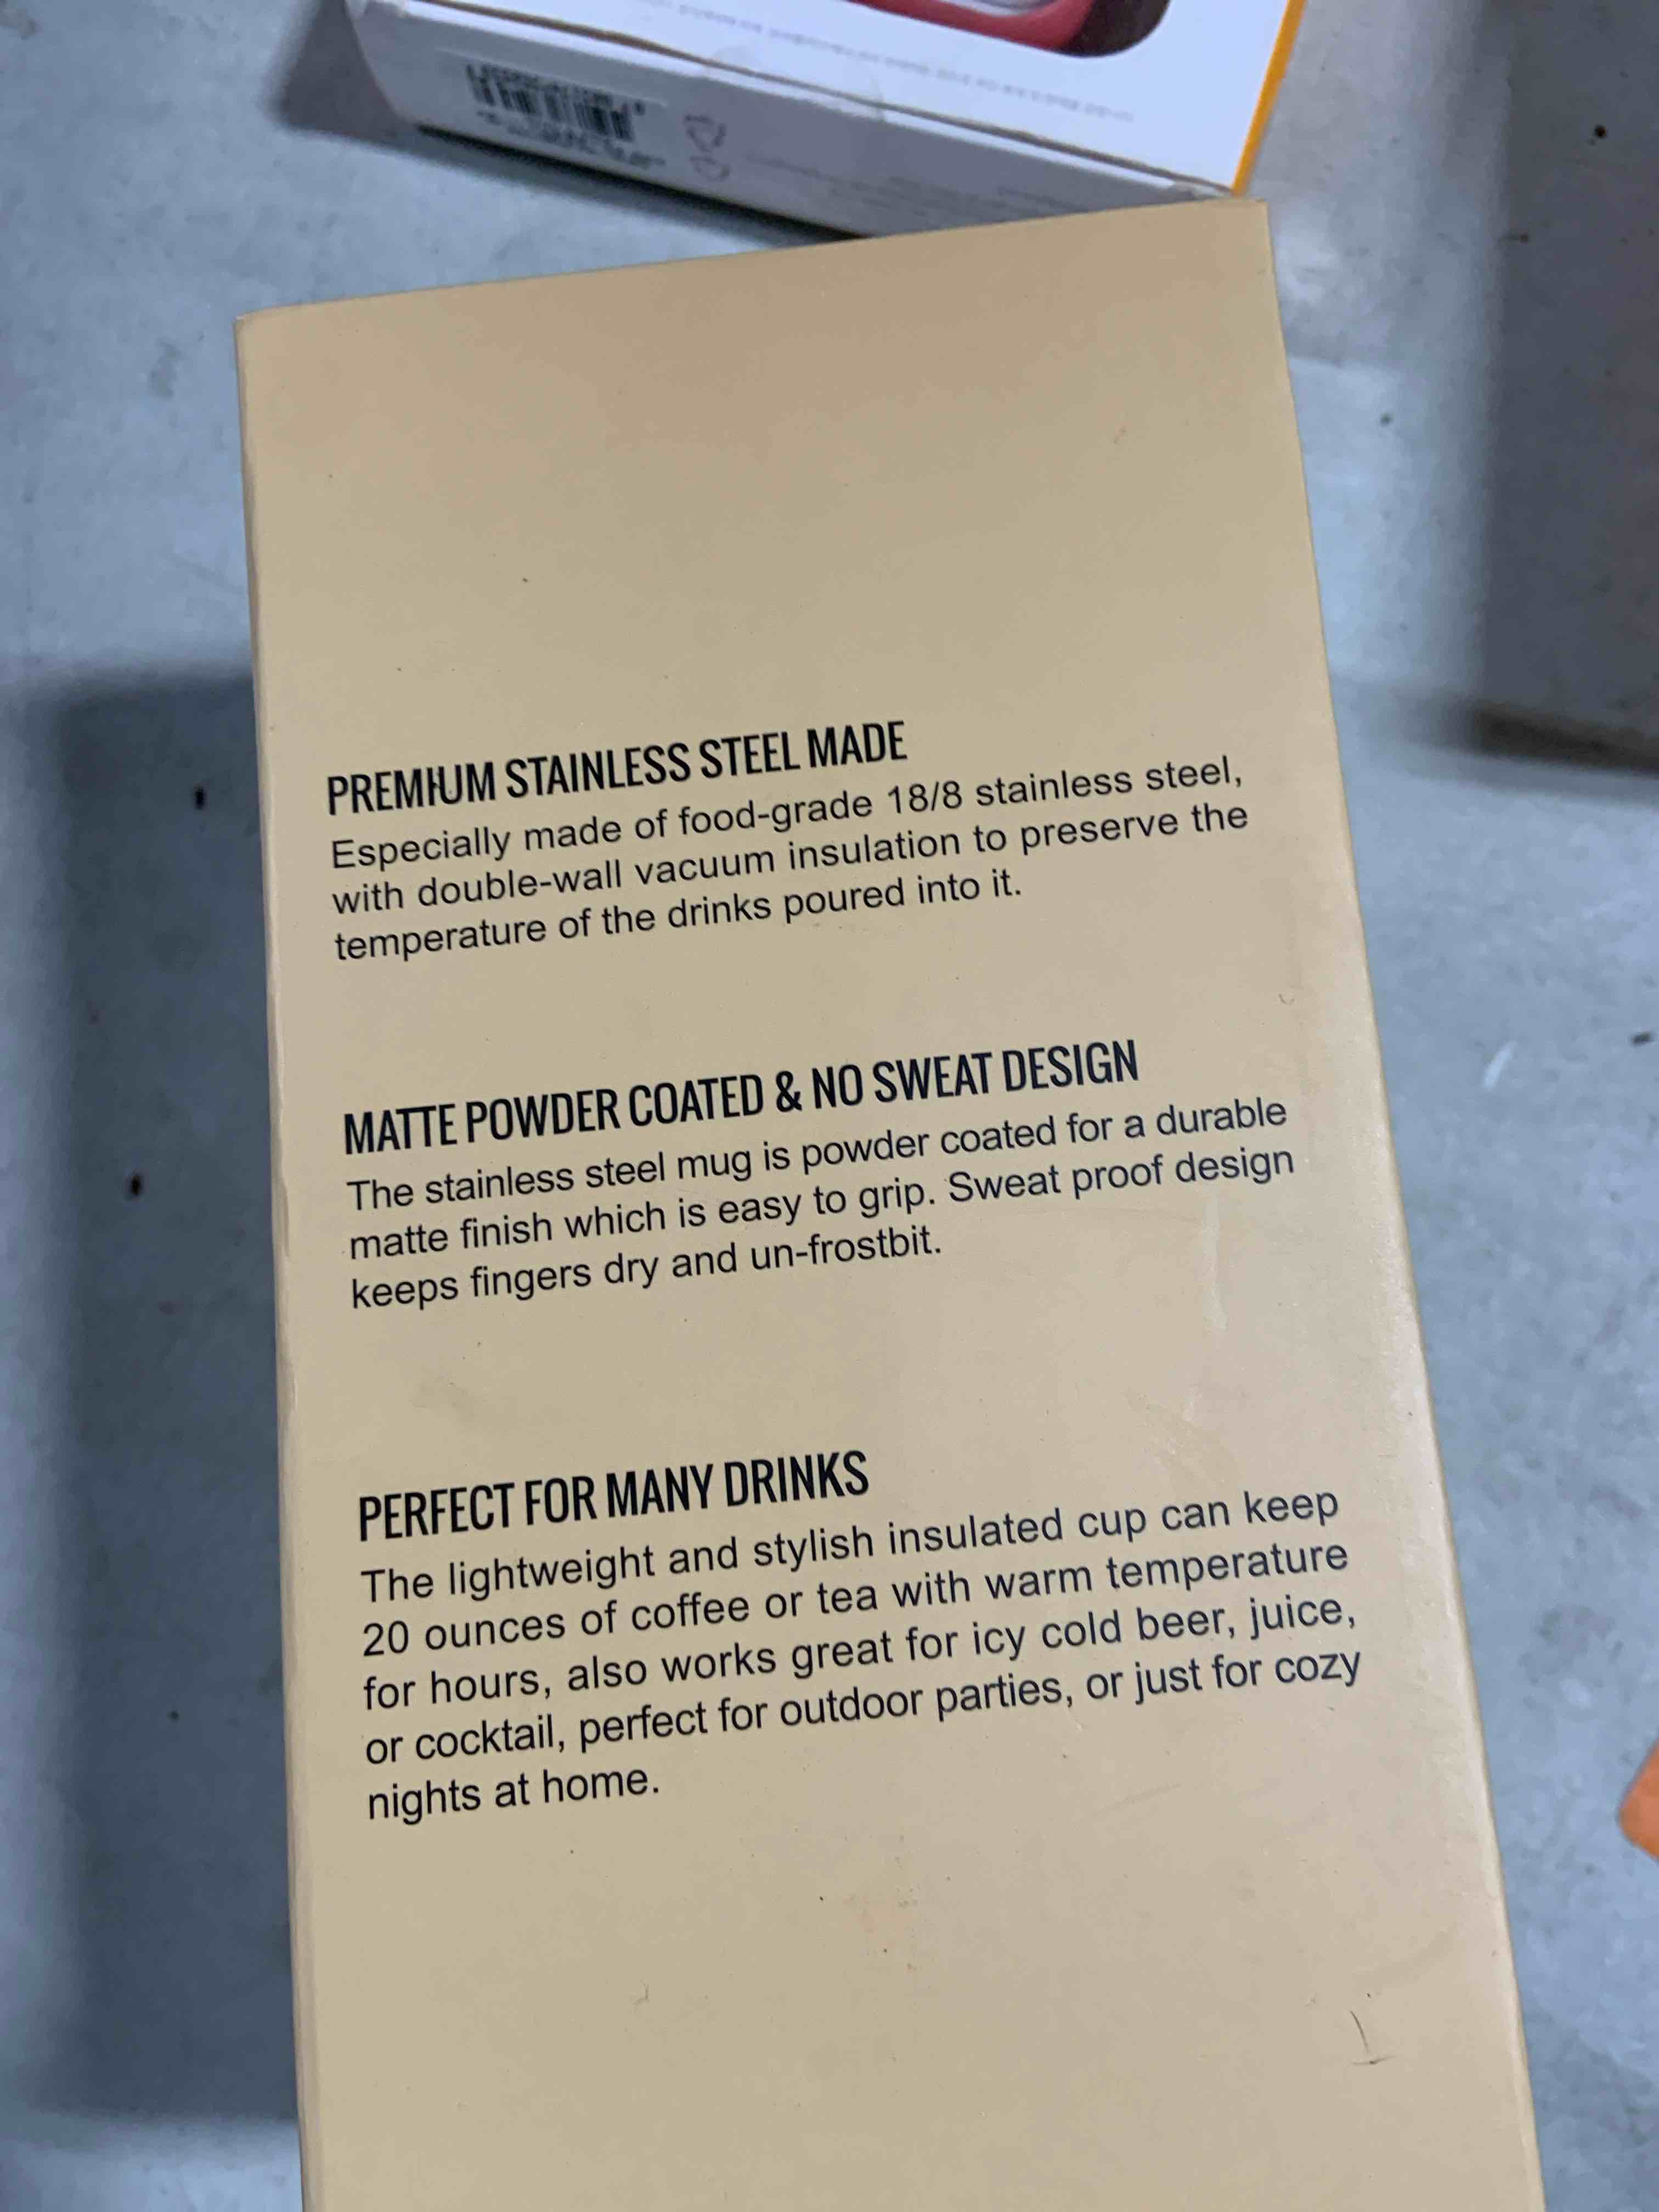 PREMIUM STAINLESS STEEL MADE
Especially made of food-grade 18/8 stainless steel,
with double-wall vacuum insulation to preserve the
temperature of the drinks poured into it.
MATTE POWDER COATED & NO SWEAT DESIGN
The stainless steel mug is powder coated for a durable
matte finish which is easy to grip. Sweat proof design
keeps fingers dry and un-frostbit.
PERFECT FOR MANY DRINKS
The lightweight and stylish insulated cup can keep
20 ounces of coffee or tea with warm temperature
for hours, also works great for icy cold beer, juice,
or cocktail, perfect for outdoor parties, or just for cozy
nights at home.